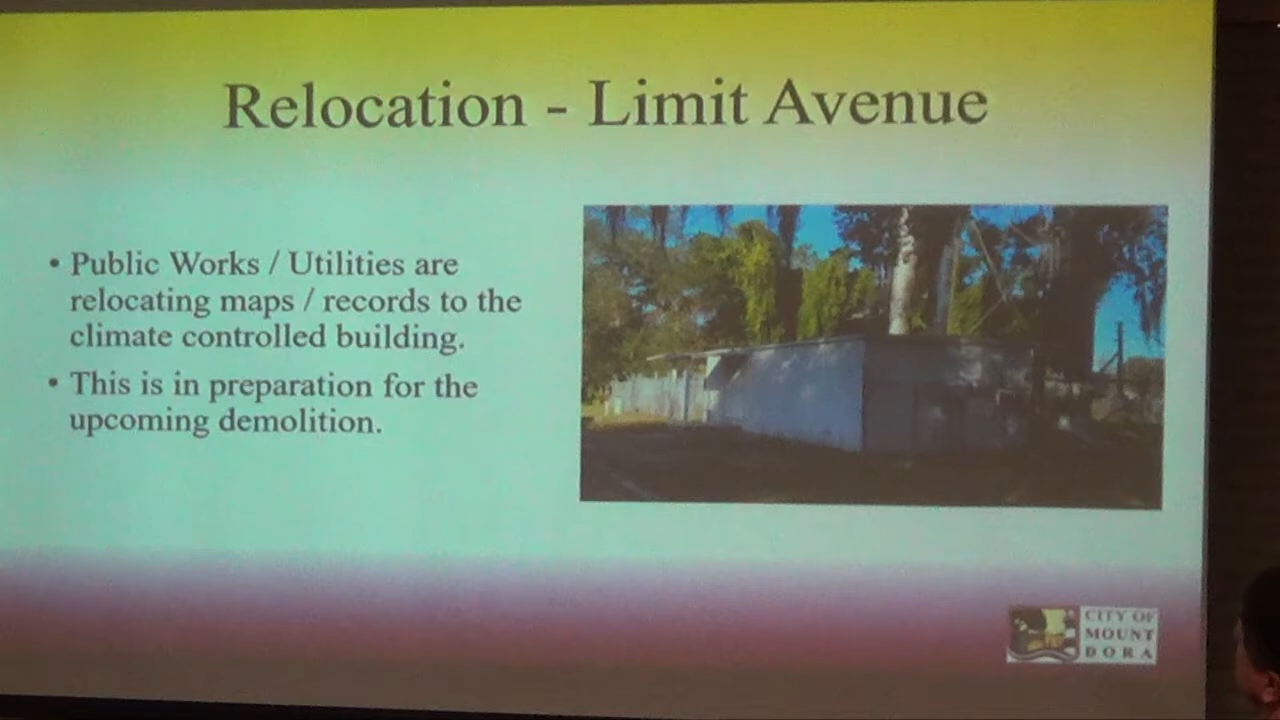 Relocation - Limit Avenue
• Public Works / Utilities are
relocating maps / records to the
climate controlled building.
• This is in preparation for the
upcoming demolition.
CITY OF
MOUNT
DORA